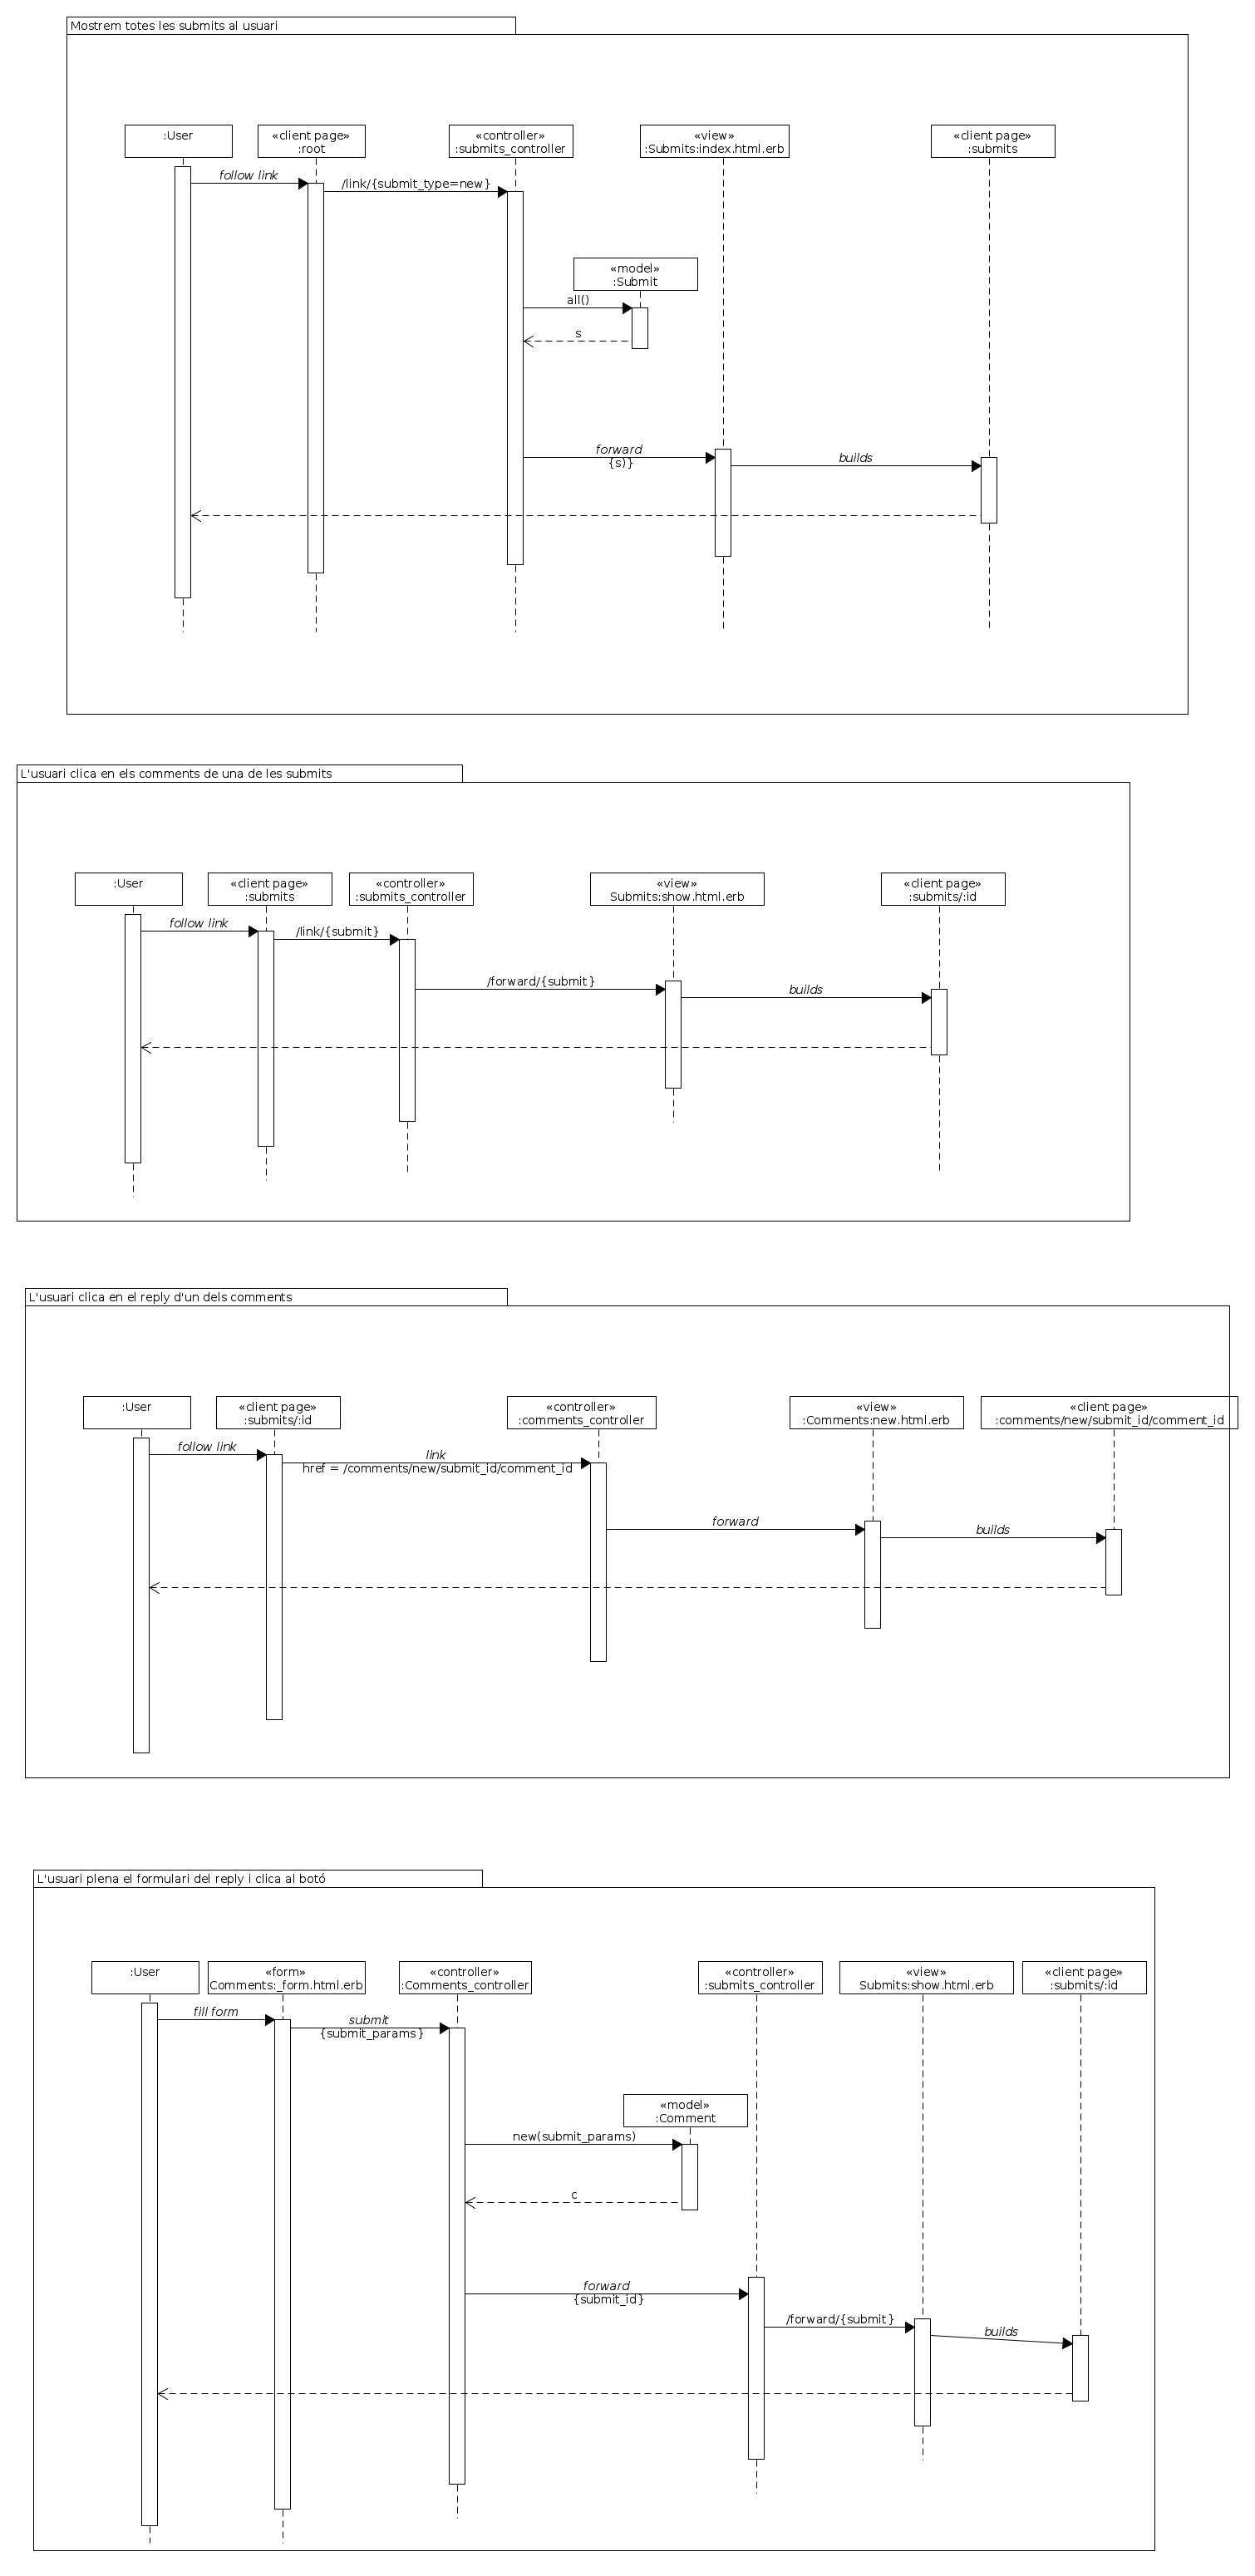 Mostrem totes les submits al usuari
:User
«client page»
:root
«controller»
:submits_controller
«view»
:Submits:index.html.erb
«client page»
:submits
follow link
/link/{submit_type=new}
«model»
:Submit
all()
s
forward
{s)}
builds
L'usuari clica en els comments de una de les submits
:User
«client page»
:submits
«controller»
:submits_controller
«view»
Submits:show.html.erb
«client page»
:submits/:id
follow link
/link/{submit}
/forward/{submit}
builds
L'usuari clica en el reply d'un dels comments
:User
«client page»
:submits/:id
«controller»
:comments_controller
«view»
:Comments:new.html.erb
«client page»
:comments/new/submit_id/comment_id
follow link
link
href = /comments/new/submit_id/comment_id
forward
builds
L'usuari plena el formulari del reply i clica al botó
:User
«form»
Comments:_form.html.erb
«controller»
:Comments_controller
«controller»
:submits_controller
«view»
Submits:show.html.erb
«client page»
:submits/:id
fill form
submit
{submit_params}
«model»
:Comment
new(submit_params)
c
forward
{submit_id}
/forward/{submit}
builds